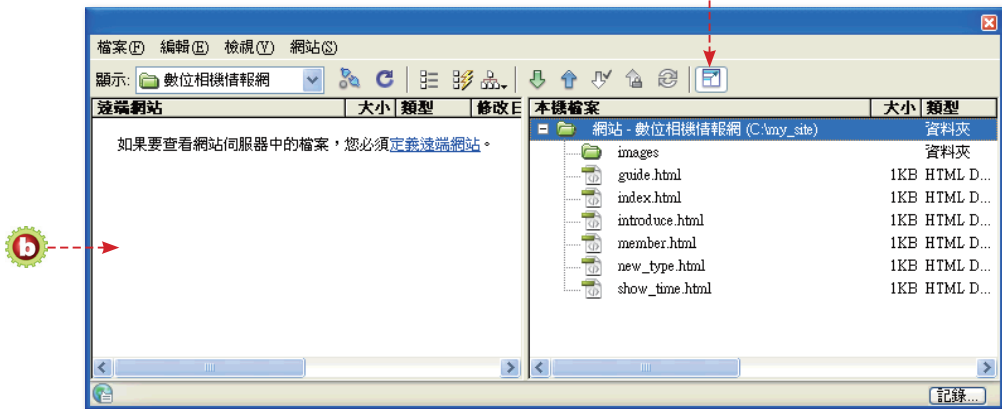 檔案(F) 編輯(E) 檢視(V) 網站(S)
顯示: 數位相機情報網
遠端網站 大小 類型 修改日
如果要查看網站伺服器中的檔案，您必須定義遠端網站。
本機檔案 大小 類型
網站 - 數位相機情報網 (C:\my_site) 資料夾
images 資料夾
guide.html 1KB HTML D...
index.html 1KB HTML D...
introduce.html 1KB HTML D...
member.html 1KB HTML D...
new_type.html 1KB HTML D...
show_time.html 1KB HTML D...
b
記錄...